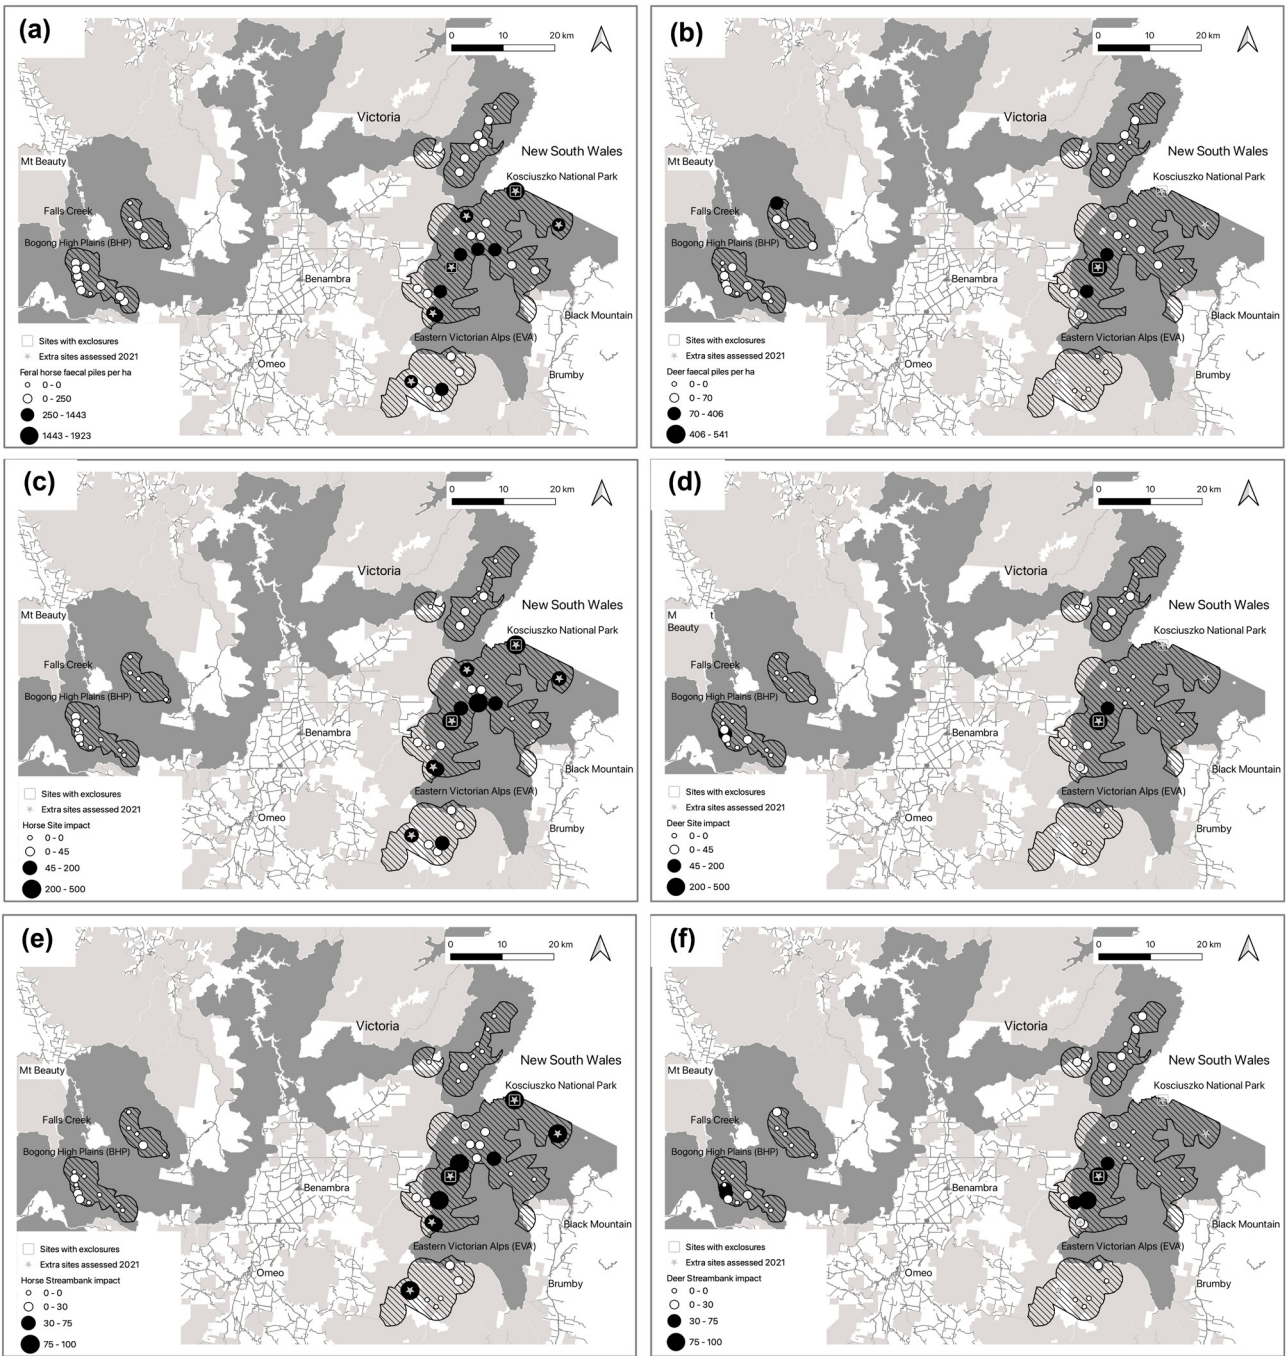 (a)
0 10 20 km
Victoria
New South Wales
Mt Beauty
Kosciuszko National Park
Falls Creek
Bogong High Plains (BHP)
Benambra
Black Mountain
Eastern Victorian Alps (EVA)
Omeo
Brumby
Sites with exclosures
Extra sites assessed 2021
Feral horse faecal piles per ha
0 - 0
0 - 250
250 - 1443
1443 - 1923
(b)
0 10 20 km
Victoria
New South Wales
Mt Beauty
Kosciuszko National Park
Falls Creek
Bogong High Plains (BHP)
Benambra
Black Mountain
Eastern Victorian Alps (EVA)
Omeo
Brumby
Sites with exclosures
Extra sites assessed 2021
Deer faecal piles per ha
0 - 0
0 - 70
70 - 406
406 - 541
(c)
0 10 20 km
Victoria
New South Wales
Mt Beauty
Kosciuszko National Park
Falls Creek
Bogong High Plains (BHP)
Benambra
Black Mountain
Eastern Victorian Alps (EVA)
Omeo
Brumby
Sites with exclosures
Extra sites assessed 2021
Horse Site impact
0 - 0
0 - 45
45 - 200
200 - 500
(d)
0 10 20 km
Victoria
New South Wales
M t
Beauty
Kosciuszko National Park
Falls Creek
Bogong High Plains (BHP)
Benambra
Black Mountain
Eastern Victorian Alps (EVA)
Omeo
Brumby
Sites with exclosures
Extra sites assessed 2021
Deer Site impact
0 - 0
0 - 45
45 - 200
200 - 500
(e)
0 10 20 km
Victoria
New South Wales
Mt Beauty
Kosciuszko National Park
Falls Creek
Bogong High Plains (BHP)
Benambra
Black Mountain
Eastern Victorian Alps (EVA)
Omeo
Brumby
Sites with exclosures
Extra sites assessed 2021
Horse Streambank impact
0 - 0
0 - 30
30 - 75
75 - 100
(f)
0 10 20 km
Victoria
New South Wales
Mt Beauty
Kosciuszko National Park
Falls Creek
Bogong High Plains (BHP)
Benambra
Black Mountain
Eastern Victorian Alps (EVA)
Omeo
Brumby
Sites with exclosures
Extra sites assessed 2021
Deer Streambank impact
0 - 0
0 - 30
30 - 75
75 - 100